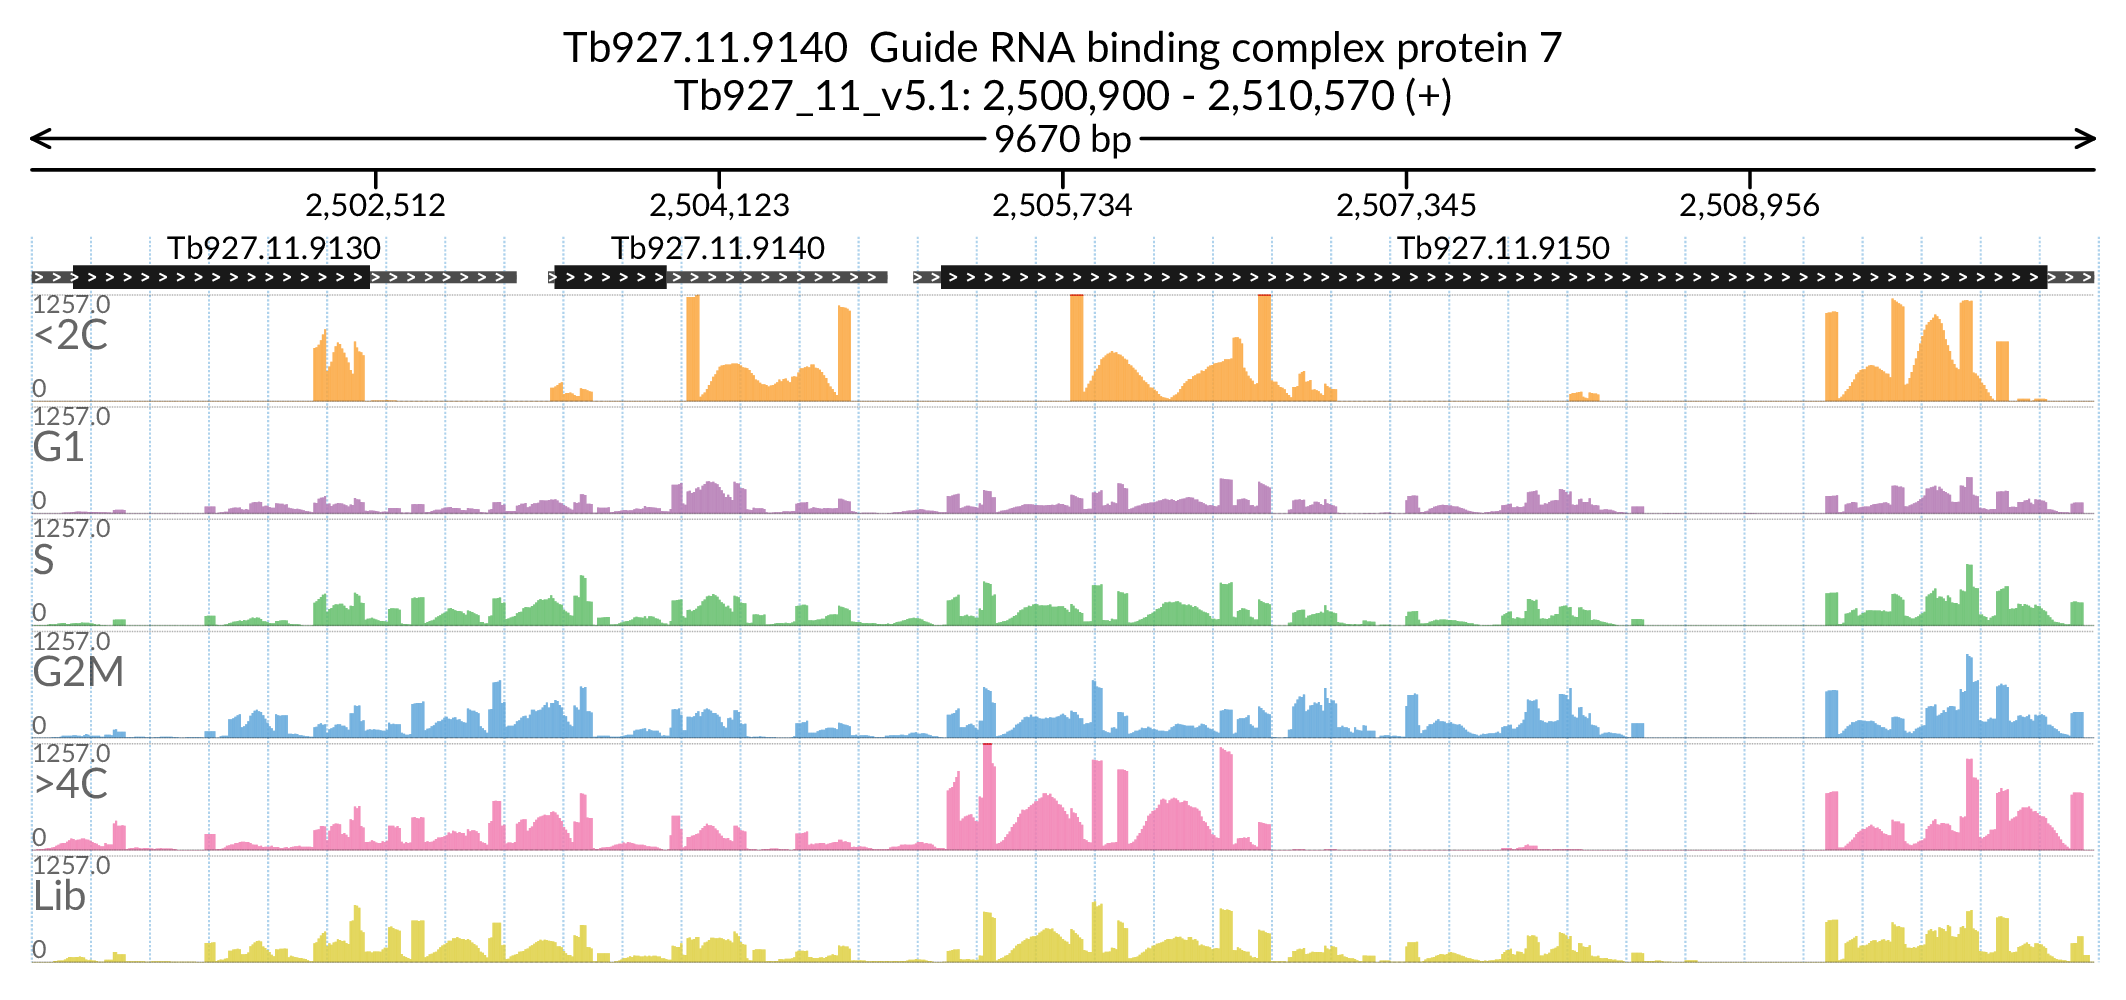 Tb927.11.9140  Guide RNA binding complex protein 7
Tb927_11_v5.1: 2,500,900 - 2,510,570 (+)
9670 bp
2,502,512 2,504,123 2,505,734 2,507,345 2,508,956
Tb927.11.9130 Tb927.11.9140 Tb927.11.9150
1257.0
<2C
0
1257.0
G1
0
1257.0
S
0
1257.0
G2M
0
1257.0
>4C
0
1257.0
Lib
0